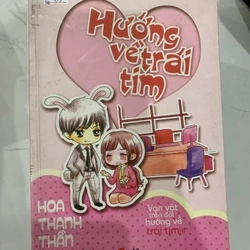 Hướng
về trái
tim
HOA
THANH
THẦN
Vạn vật
trên đời
hướng về
trái tim...